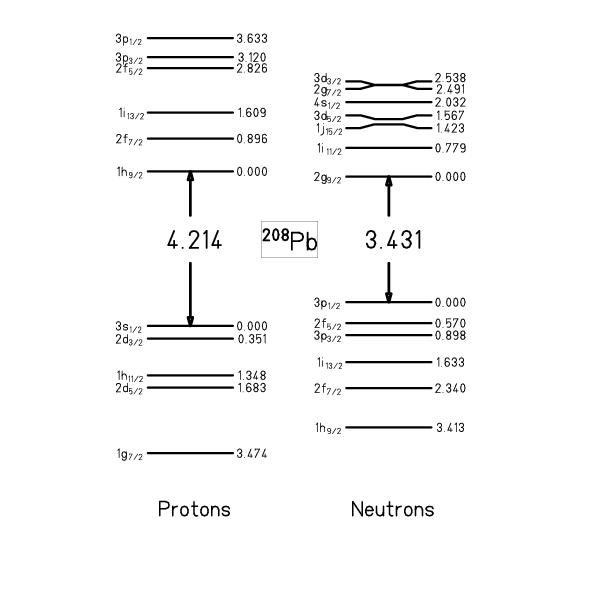 3p1/2 3.633
3p3/2 3.120
2f5/2 2.826
1i13/2 1.609
2f7/2 0.896
1h9/2 0.000
4.214
3s1/2 0.000
2d3/2 0.351
1h11/2 1.348
2d5/2 1.683
1g7/2 3.474
Protons
208Pb
3d3/2 2.538
2g7/2 2.491
4s1/2 2.032
3d5/2 1.567
1j15/2 1.423
1i11/2 0.779
2g9/2 0.000
3.431
3p1/2 0.000
2f5/2 0.570
3p3/2 0.898
1i13/2 1.633
2f7/2 2.340
1h9/2 3.413
Neutrons